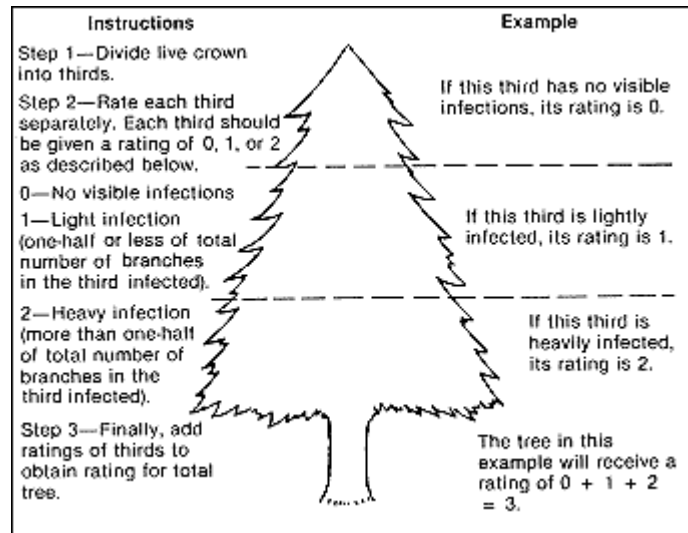 Instructions
Step 1—Divide live crown
into thirds.
Step 2—Rate each third
separately. Each third should
be given a rating of 0, 1, or 2
as described below.
0—No visible infections
1—Light infection
(one-half or less of total
number of branches
in the third infected).
2—Heavy infection
(more than one-half
of total number of
branches in the
third infected).
Step 3—Finally, add
ratings of thirds to
obtain rating for total
tree.
Example
If this third has no visible
infections, its rating is 0.
If this third is lightly
infected, its rating is 1.
If this third is
heavily infected,
its rating is 2.
The tree in this
example will receive a
rating of 0 + 1 + 2
= 3.